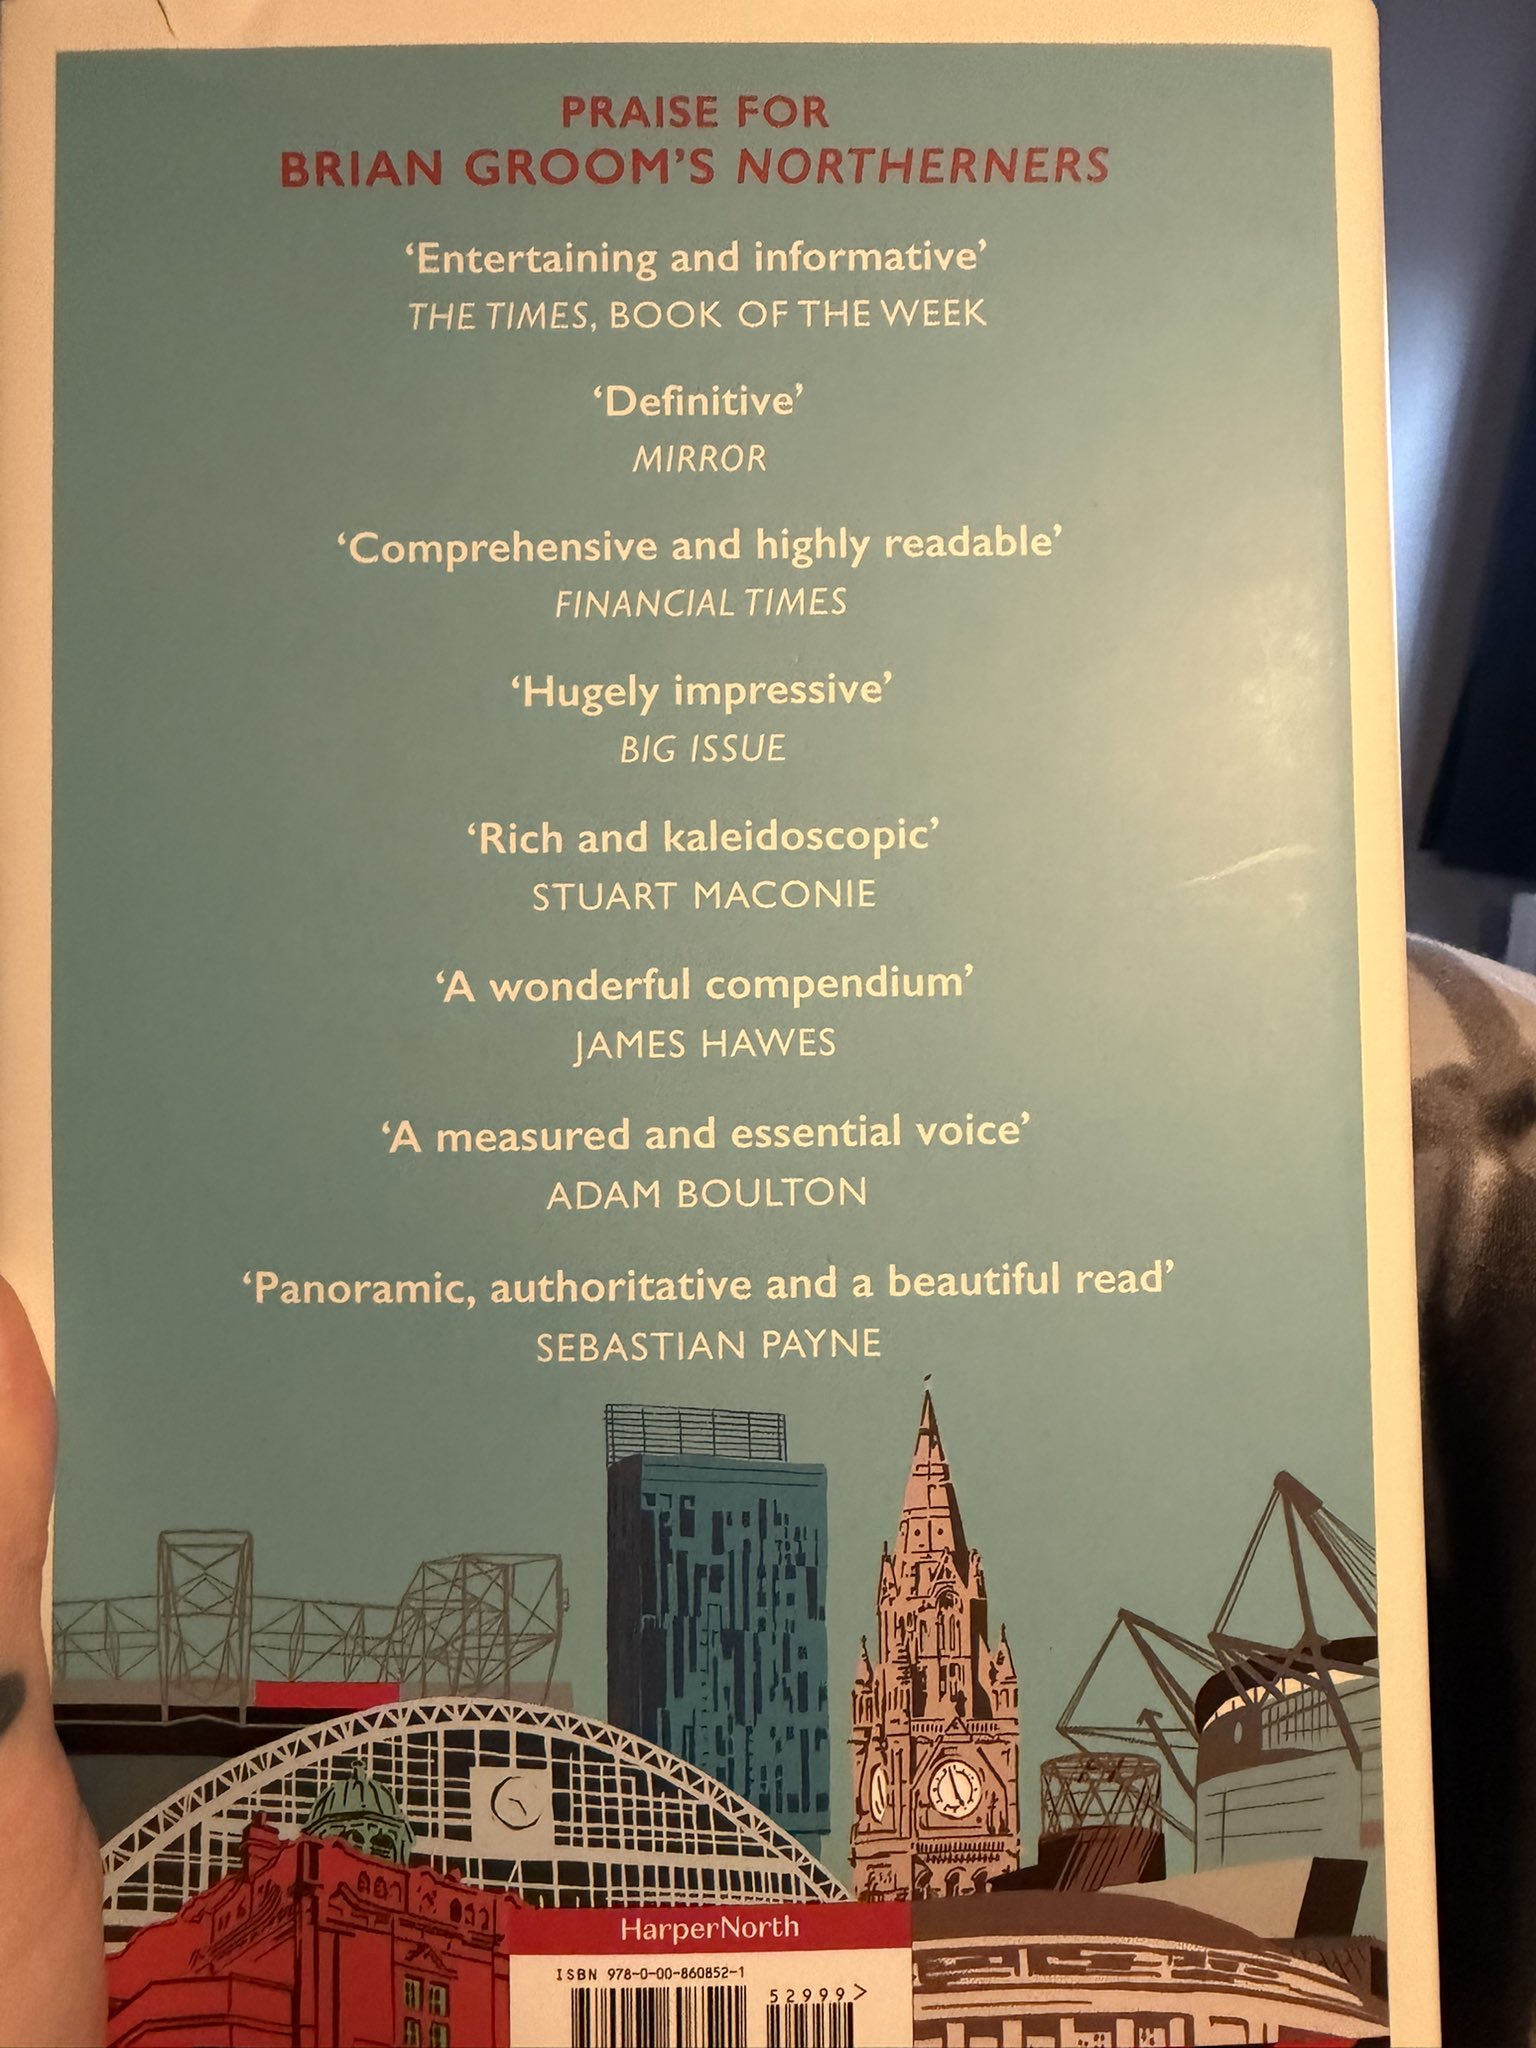 PRAISE FOR
BRIAN GROOM’S NORTHERNERS
‘Entertaining and informative’
THE TIMES, BOOK OF THE WEEK
‘Definitive’
MIRROR
‘Comprehensive and highly readable’
FINANCIAL TIMES
‘Hugely impressive’
BIG ISSUE
‘Rich and kaleidoscopic’
STUART MACONIE
‘A wonderful compendium’
JAMES HAWES
‘A measured and essential voice’
ADAM BOULTON
‘Panoramic, authoritative and a beautiful read’
SEBASTIAN PAYNE
HarperNorth
ISBN 978-0-00-860852-1
52999>